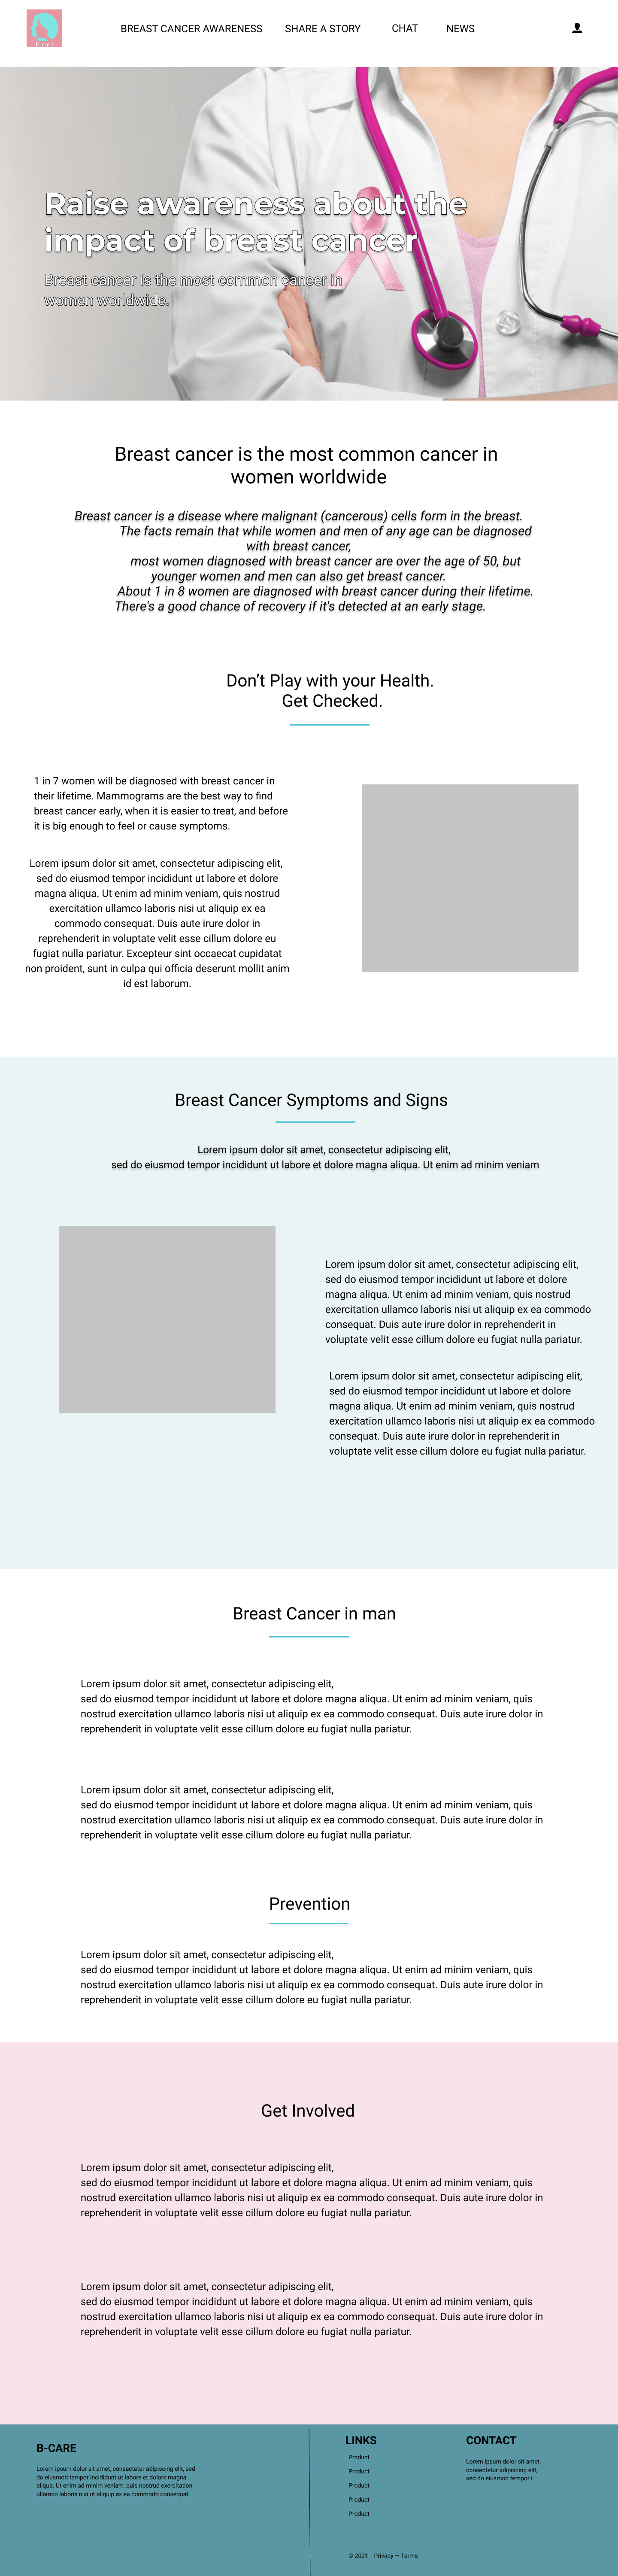 b-care
BREAST CANCER AWARENESS
SHARE A STORY
CHAT
NEWS
Raise awareness about the
impact of breast cancer
Breast cancer is the most common cancer in
women worldwide.
Breast cancer is the most common cancer in
women worldwide
Breast cancer is a disease where malignant (cancerous) cells form in the breast.
The facts remain that while women and men of any age can be diagnosed
with breast cancer,
most women diagnosed with breast cancer are over the age of 50, but
younger women and men can also get breast cancer.
About 1 in 8 women are diagnosed with breast cancer during their lifetime.
There's a good chance of recovery if it's detected at an early stage.
Don’t Play with your Health.
Get Checked.
1 in 7 women will be diagnosed with breast cancer in
their lifetime. Mammograms are the best way to find
breast cancer early, when it is easier to treat, and before
it is big enough to feel or cause symptoms.
Lorem ipsum dolor sit amet, consectetur adipiscing elit,
sed do eiusmod tempor incididunt ut labore et dolore
magna aliqua. Ut enim ad minim veniam, quis nostrud
exercitation ullamco laboris nisi ut aliquip ex ea
commodo consequat. Duis aute irure dolor in
reprehenderit in voluptate velit esse cillum dolore eu
fugiat nulla pariatur. Excepteur sint occaecat cupidatat
non proident, sunt in culpa qui officia deserunt mollit anim
id est laborum.
Breast Cancer Symptoms and Signs
Lorem ipsum dolor sit amet, consectetur adipiscing elit,
sed do eiusmod tempor incididunt ut labore et dolore magna aliqua. Ut enim ad minim veniam
Lorem ipsum dolor sit amet, consectetur adipiscing elit,
sed do eiusmod tempor incididunt ut labore et dolore
magna aliqua. Ut enim ad minim veniam, quis nostrud
exercitation ullamco laboris nisi ut aliquip ex ea commodo
consequat. Duis aute irure dolor in reprehenderit in
voluptate velit esse cillum dolore eu fugiat nulla pariatur.
Lorem ipsum dolor sit amet, consectetur adipiscing elit,
sed do eiusmod tempor incididunt ut labore et dolore
magna aliqua. Ut enim ad minim veniam, quis nostrud
exercitation ullamco laboris nisi ut aliquip ex ea commodo
consequat. Duis aute irure dolor in reprehenderit in
voluptate velit esse cillum dolore eu fugiat nulla pariatur.
Breast Cancer in man
Lorem ipsum dolor sit amet, consectetur adipiscing elit,
sed do eiusmod tempor incididunt ut labore et dolore magna aliqua. Ut enim ad minim veniam, quis
nostrud exercitation ullamco laboris nisi ut aliquip ex ea commodo consequat. Duis aute irure dolor in
reprehenderit in voluptate velit esse cillum dolore eu fugiat nulla pariatur.
Lorem ipsum dolor sit amet, consectetur adipiscing elit,
sed do eiusmod tempor incididunt ut labore et dolore magna aliqua. Ut enim ad minim veniam, quis
nostrud exercitation ullamco laboris nisi ut aliquip ex ea commodo consequat. Duis aute irure dolor in
reprehenderit in voluptate velit esse cillum dolore eu fugiat nulla pariatur.
Prevention
Lorem ipsum dolor sit amet, consectetur adipiscing elit,
sed do eiusmod tempor incididunt ut labore et dolore magna aliqua. Ut enim ad minim veniam, quis
nostrud exercitation ullamco laboris nisi ut aliquip ex ea commodo consequat. Duis aute irure dolor in
reprehenderit in voluptate velit esse cillum dolore eu fugiat nulla pariatur.
Get Involved
Lorem ipsum dolor sit amet, consectetur adipiscing elit,
sed do eiusmod tempor incididunt ut labore et dolore magna aliqua. Ut enim ad minim veniam, quis
nostrud exercitation ullamco laboris nisi ut aliquip ex ea commodo consequat. Duis aute irure dolor in
reprehenderit in voluptate velit esse cillum dolore eu fugiat nulla pariatur.
Lorem ipsum dolor sit amet, consectetur adipiscing elit,
sed do eiusmod tempor incididunt ut labore et dolore magna aliqua. Ut enim ad minim veniam, quis
nostrud exercitation ullamco laboris nisi ut aliquip ex ea commodo consequat. Duis aute irure dolor in
reprehenderit in voluptate velit esse cillum dolore eu fugiat nulla pariatur.
B-CARE
Lorem ipsum dolor sit amet, consectetur adipiscing elit, sed
do eiusmod tempor incididunt ut labore et dolore magna
aliqua. Ut enim ad minim veniam, quis nostrud exercitation
ullamco laboris nisi ut aliquip ex ea commodo consequat.
LINKS
Product
Product
Product
Product
Product
© 2021 Privacy — Terms
CONTACT
Lorem ipsum dolor sit amet,
consectetur adipiscing elit,
sed do eiusmod tempor i